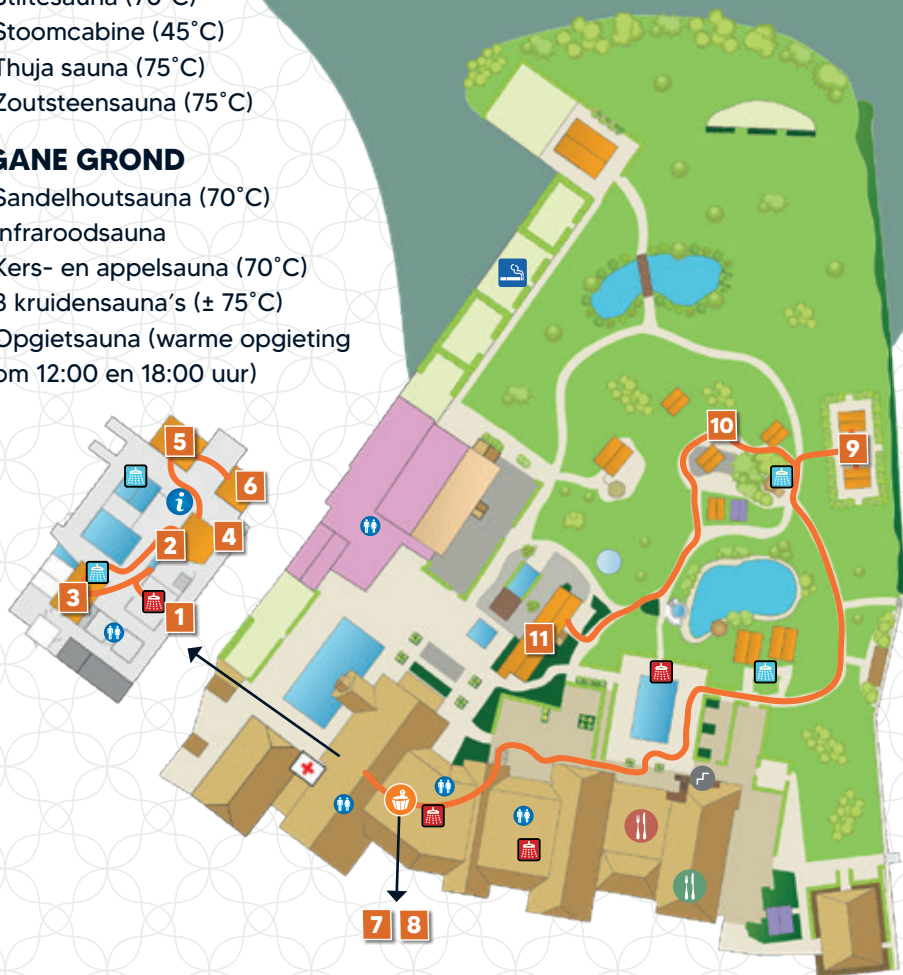 Stiltesauna (70°C)
Stoomcabine (45°C)
Thuja sauna (75°C)
Zoutsteensauna (75°C)
GANE GROND
Sandelhoutsauna (70°C)
nfraroodsauna
Kers- en appelsauna (70°C)
3 kruidensauna's (± 75°C)
Opgietsauna (warme opgieting
om 12:00 en 18:00 uur)
5
6
i
4
2
3
1
10
9
11
7 8